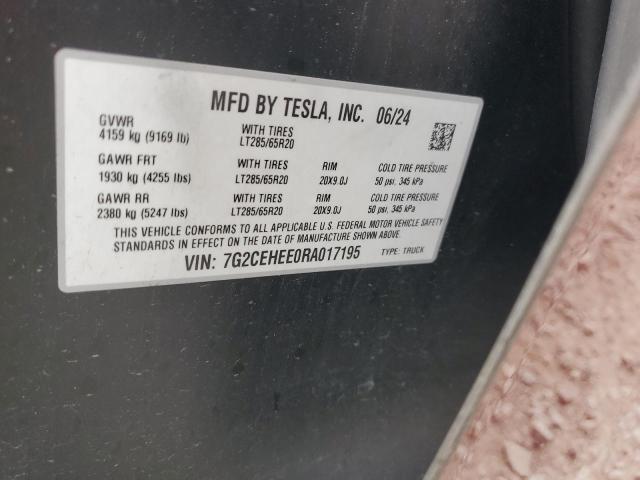 MFD BY TESLA, INC. 06/24
GVWR
4159 kg (9169 lb)
WITH TIRES
LT285/65R20
GAWR FRT
1930 kg (4255 lbs)
WITH TIRES
LT285/65R20
RIM
20X9.0J
COLD TIRE PRESSURE
50 psi, 345 kPa
GAWR RR
2380 kg (5247 lbs)
WITH TIRES
LT285/65R20
RIM
20X9.0J
COLD TIRE PRESSURE
50 psi, 345 kPa
THIS VEHICLE CONFORMS TO ALL APPLICABLE U.S. FEDERAL MOTOR VEHICLE SAFETY
STANDARDS IN EFFECT ON THE DATE OF MANUFACTURE SHOWN ABOVE.
VIN: 7G2CEHEE0RA017195 TYPE: TRUCK